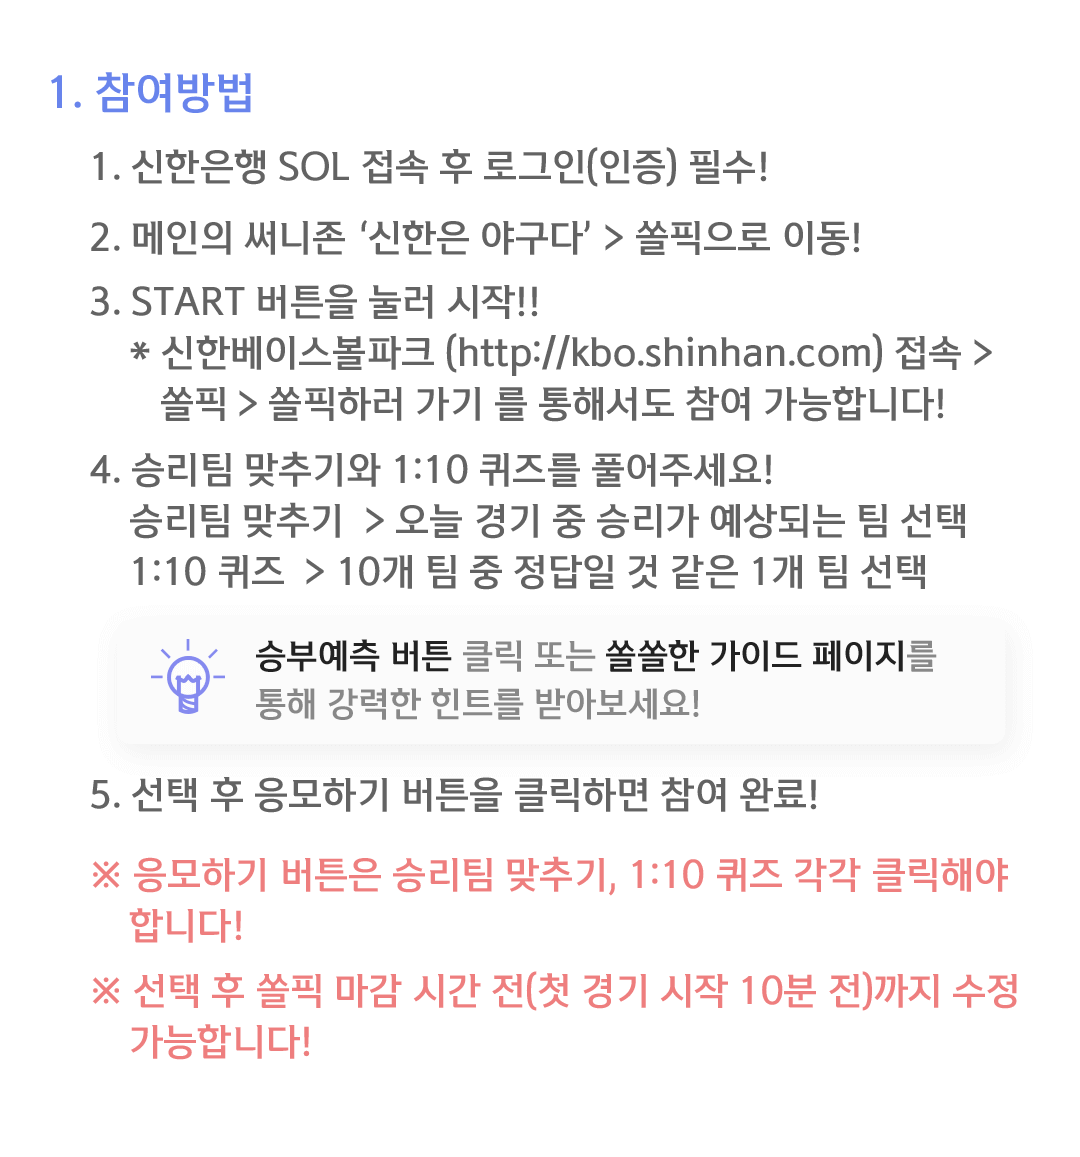 1. 참여방법
1. 신한은행 SOL 접속 후 로그인(인증) 필수!
2. 메인의 써니존 ‘신한은 야구다’ > 쏠픽으로 이동!
3. START 버튼을 눌러 시작!!
* 신한베이스볼파크 (http://kbo.shinhan.com) 접속 >
쏠픽 > 쏠픽하러 가기 를 통해서도 참여 가능합니다!
4. 승리팀 맞추기와 1:10 퀴즈를 풀어주세요!
승리팀 맞추기 > 오늘 경기 중 승리가 예상되는 팀 선택
1:10 퀴즈 > 10개 팀 중 정답일 것 같은 1개 팀 선택
승부예측 버튼 클릭 또는 쏠쏠한 가이드 페이지를
통해 강력한 힌트를 받아보세요!
5. 선택 후 응모하기 버튼을 클릭하면 참여 완료!
※ 응모하기 버튼은 승리팀 맞추기, 1:10 퀴즈 각각 클릭해야
합니다!
※ 선택 후 쏠픽 마감 시간 전(첫 경기 시작 10분 전)까지 수정
가능합니다!